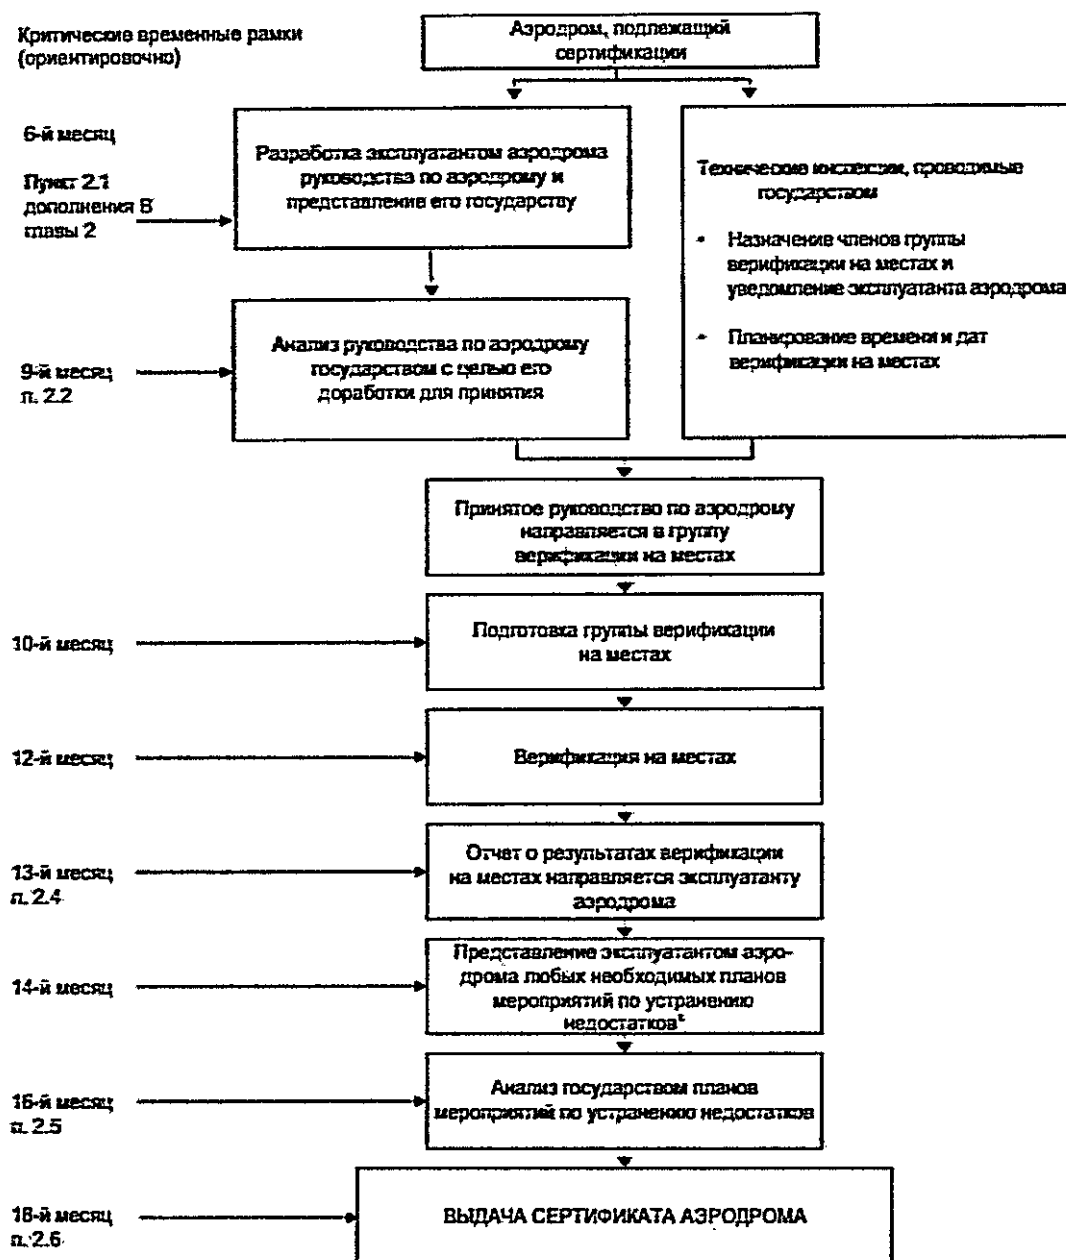 Критические временные рамки
(ориентировочно)
Аэродром, подлежащий
сертификации
6-й месяц
Пункт 2.1
дополнения В
главы 2
Разработка эксплуатантом аэродрома
руководства по аэродрому и
представление его государству
Технические инспекции, проводимые
государством
• Назначение членов группы
верификации на местах и
уведомление эксплуатанта аэродрома
• Планирование времени и дат
верификации на местах
9-й месяц
п. 2.2
Анализ руководства по аэродрому
государством с целью его
доработки для принятия
Принятое руководство по аэродрому
направляется в группу
верификации на местах
10-й месяц
Подготовка группы верификации
на местах
12-й месяц
Верификация на местах
13-й месяц
п. 2.4
Отчет о результатах верификации
на местах направляется эксплуатанту
аэродрома
14-й месяц
Представление эксплуатантом аэро-
дрома любых необходимых планов
мероприятий по устранению
недостатков
16-й месяц
п. 2.5
Анализ государством планов
мероприятий по устранению недостатков
18-й месяц
п. 2.6
ВЫДАЧА СЕРТИФИКАТА АЭРОДРОМА